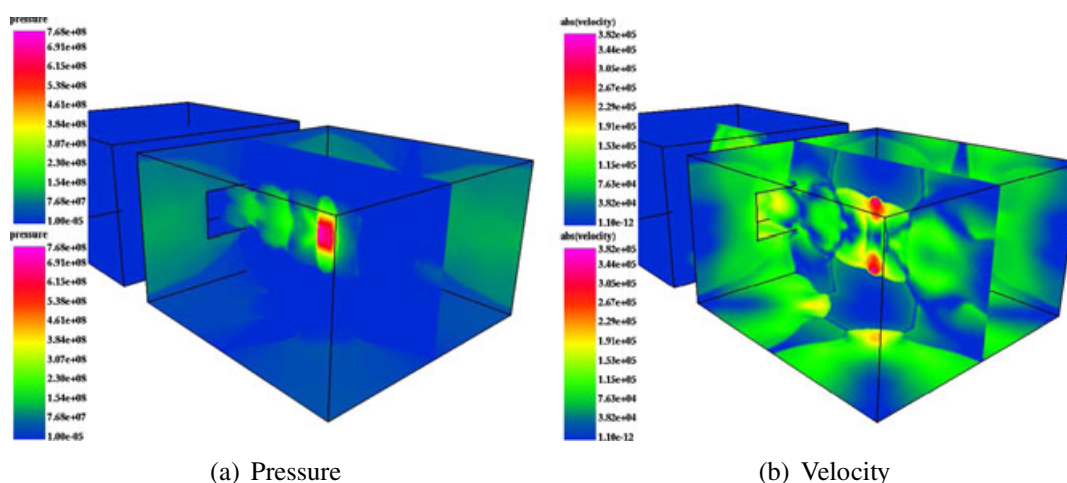 pressure
7.68e+08
6.91e+08
6.15e+08
5.38e+08
4.61e+08
3.84e+08
3.07e+08
2.30e+08
1.54e+08
7.68e+07
1.00e-05
pressure
7.68e+08
6.91e+08
6.15e+08
5.38e+08
4.61e+08
3.84e+08
3.07e+08
2.30e+08
1.54e+08
7.68e+07
1.00e-05
(a) Pressure
abs(velocity)
3.82e+05
3.44e+05
3.05e+05
2.67e+05
2.29e+05
1.91e+05
1.53e+05
1.15e+05
7.63e+04
3.82e+04
1.10e-12
abs(velocity)
3.82e+05
3.44e+05
3.05e+05
2.67e+05
2.29e+05
1.91e+05
1.53e+05
1.15e+05
7.63e+04
3.82e+04
1.10e-12
(b) Velocity